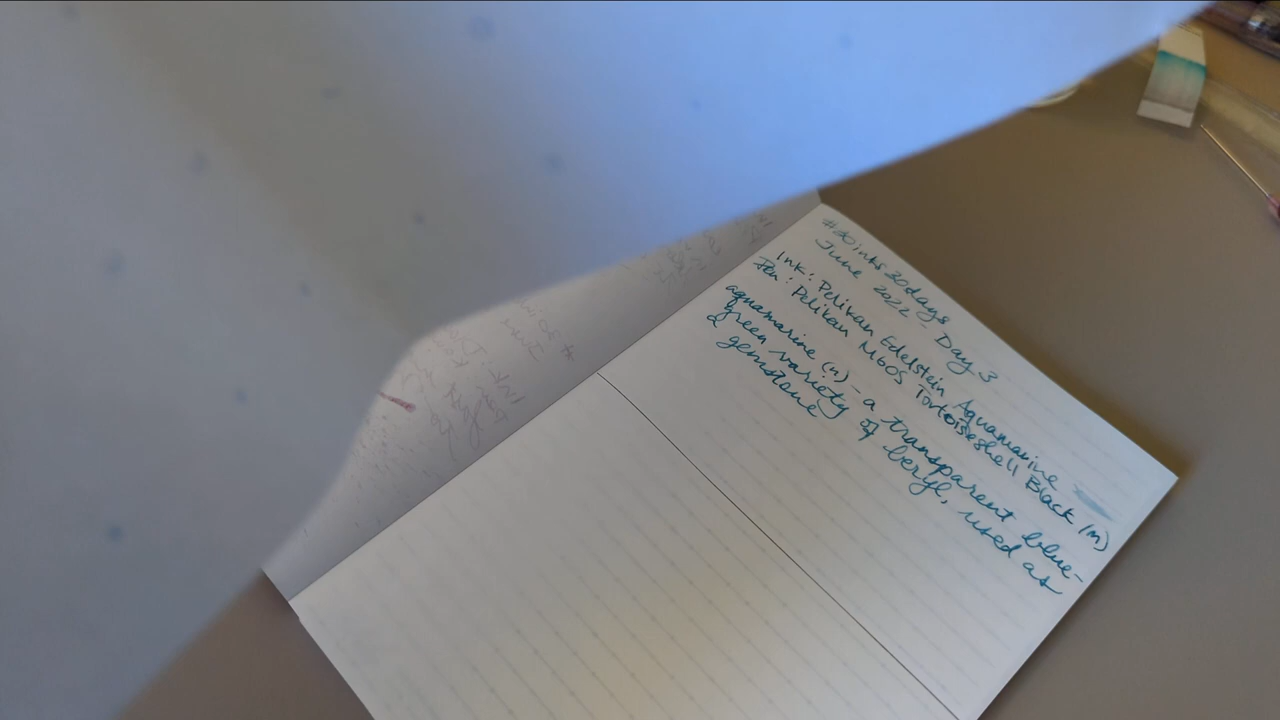 #30inks30days
June 2022 - Day 3
Ink: Pelikan Edelstein Aquamarine
Pen: Pelikan M605 Tortoiseshell Black (M)
aquamarine (n) - a transparent blue-
green variety of beryl, used as
a gemstone